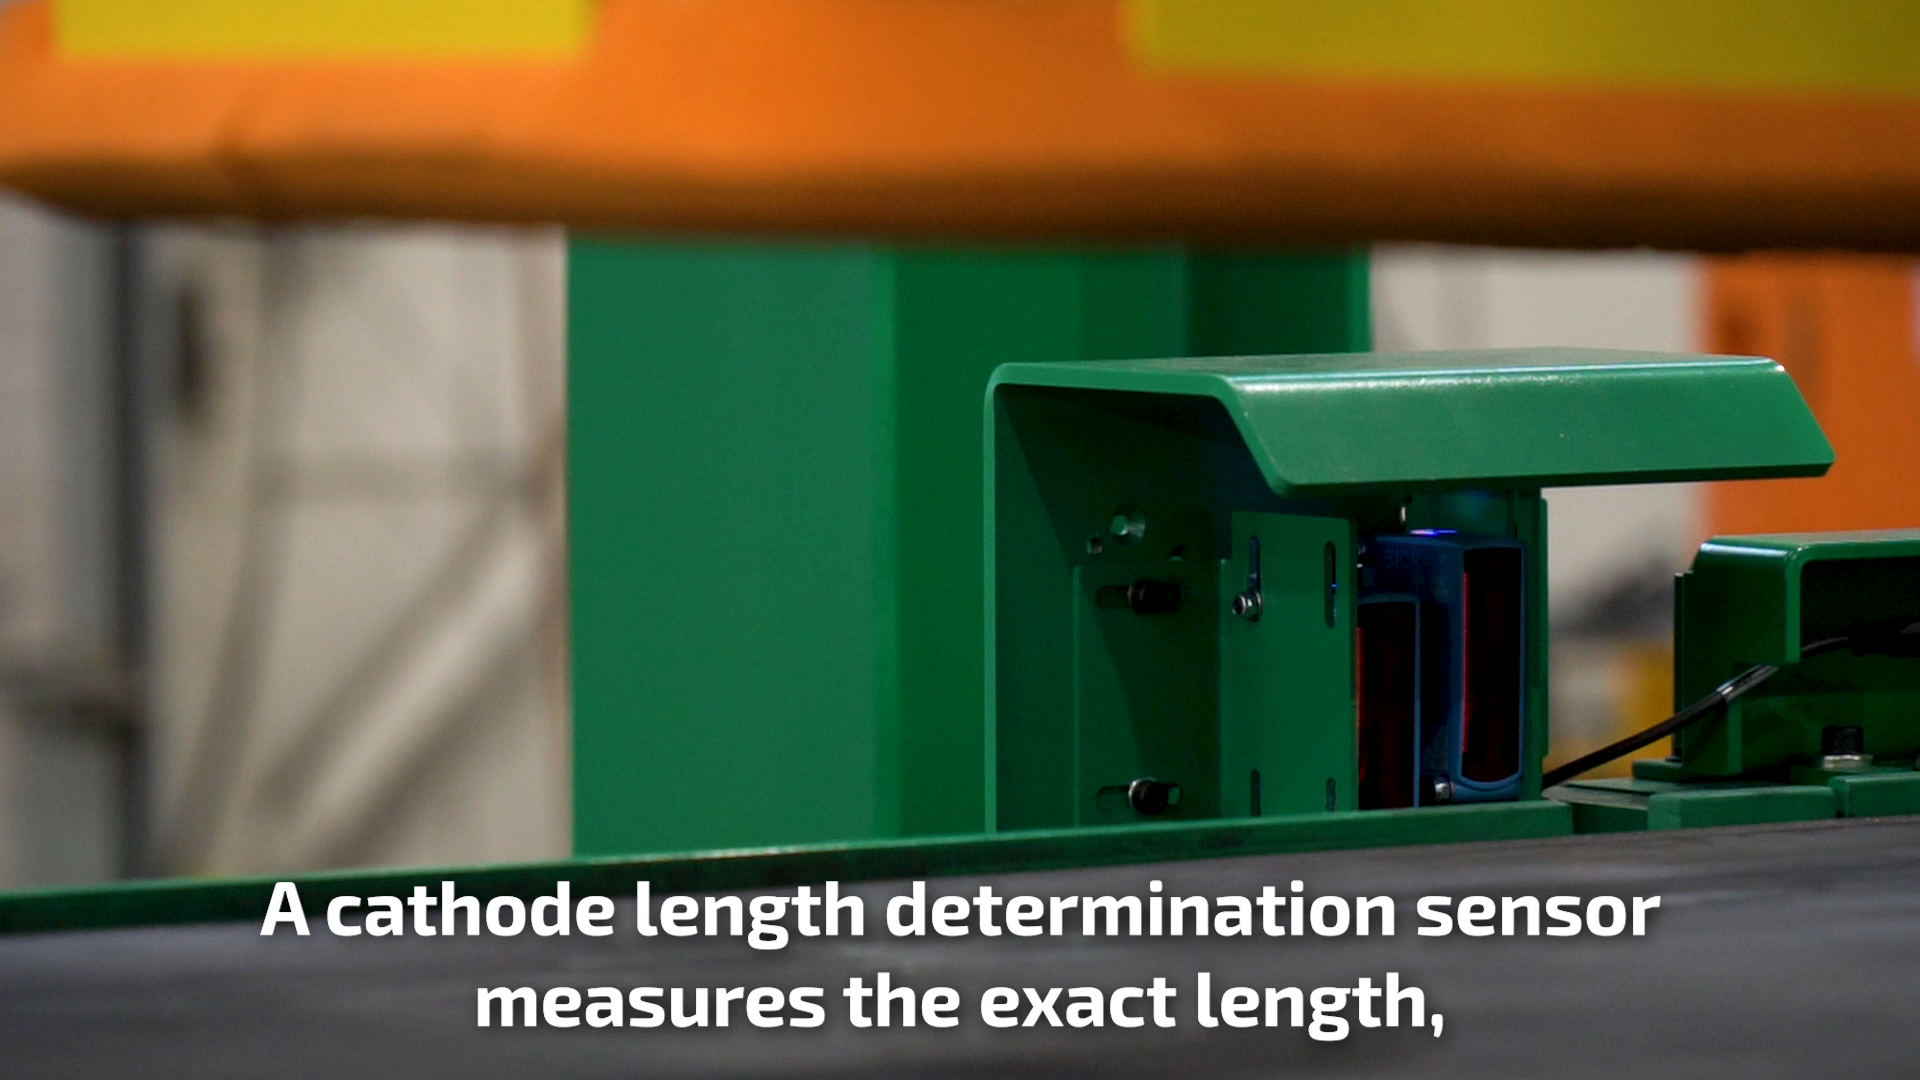 A cathode length determination sensor
measures the exact length,